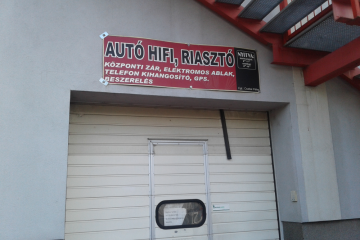 AUTÓ HIFI, RIASZTÓ
KÖZPONTI ZÁR, ELEKTROMOS ABLAK,
TELEFON KIHANGOSÍTÓ, GPS.
BESZERELÉS